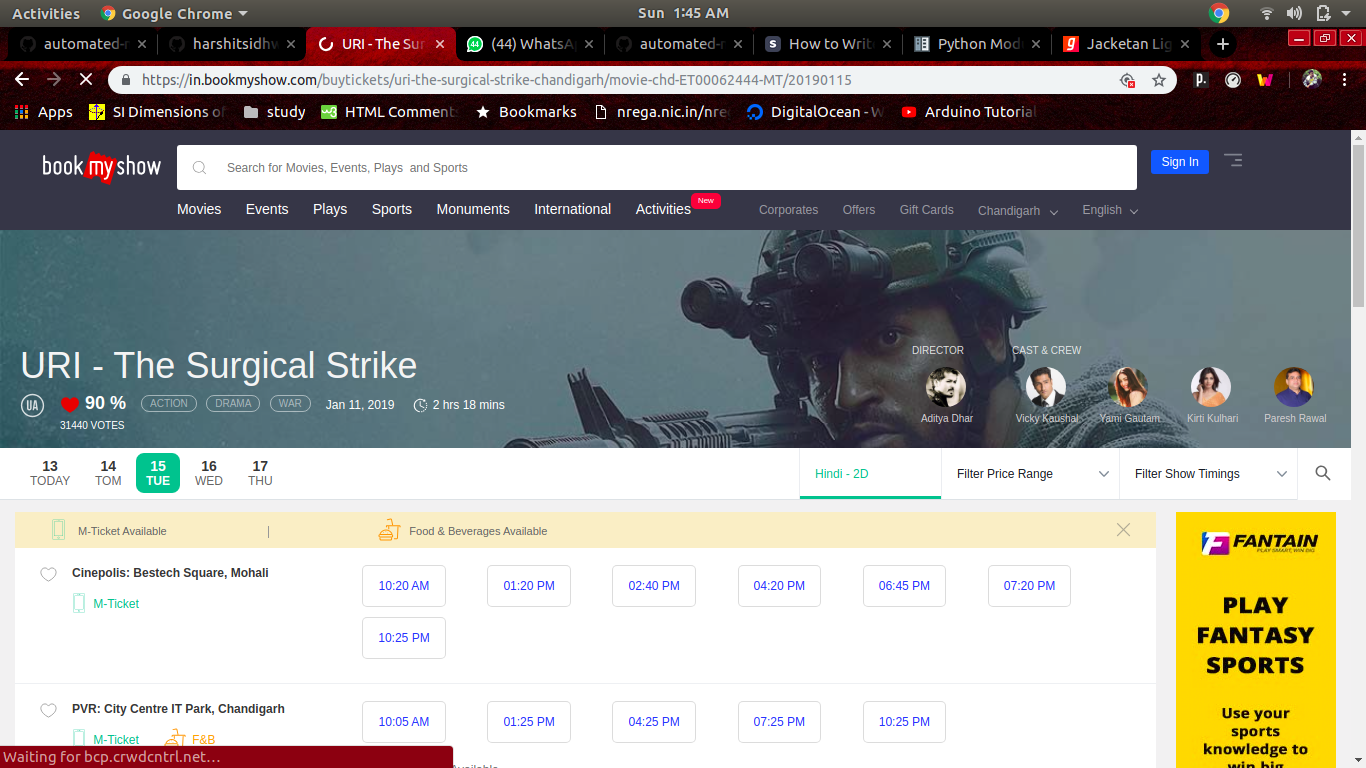 Activities Google Chrome Sun 1:45 AM
automated-r harshitsidhw URI - The Sur (44) WhatsA automated-r How to Write Python Mod Jacketan Lig
https://in.bookmyshow.com/buytickets/uri-the-surgical-strike-chandigarh/movie-chd-ET00062444-MT/20190115
Apps SI Dimensions of study HTML Comments Bookmarks nrega.nic.in/nre DigitalOcean - W Arduino Tutorial
bookmyshow Search for Movies, Events, Plays and Sports Sign In
Movies Events Plays Sports Monuments International Activities New Corporates Offers Gift Cards Chandigarh English
URI - The Surgical Strike
DIRECTOR CAST & CREW
UA 90 % ACTION DRAMA WAR Jan 11, 2019 2 hrs 18 mins
31440 VOTES
Aditya Dhar Vicky Kaushal Yami Gautam... Kirti Kulhari Paresh Rawal
13 14 15 16 17
TODAY TOM TUE WED THU
Hindi - 2D Filter Price Range Filter Show Timings
M-Ticket Available | Food & Beverages Available
Cinepolis: Bestech Square, Mohali 10:20 AM 01:20 PM 02:40 PM 04:20 PM 06:45 PM 07:20 PM
M-Ticket
10:25 PM
PVR: City Centre IT Park, Chandigarh 10:05 AM 01:25 PM 04:25 PM 07:25 PM 10:25 PM
M-Ticket F&B
Available
Waiting for bcp.crwdcntrl.net…
FANTAIN
PLAY SMART, WIN BIG
PLAY
FANTASY
SPORTS
Use your
sports
knowledge to
win big